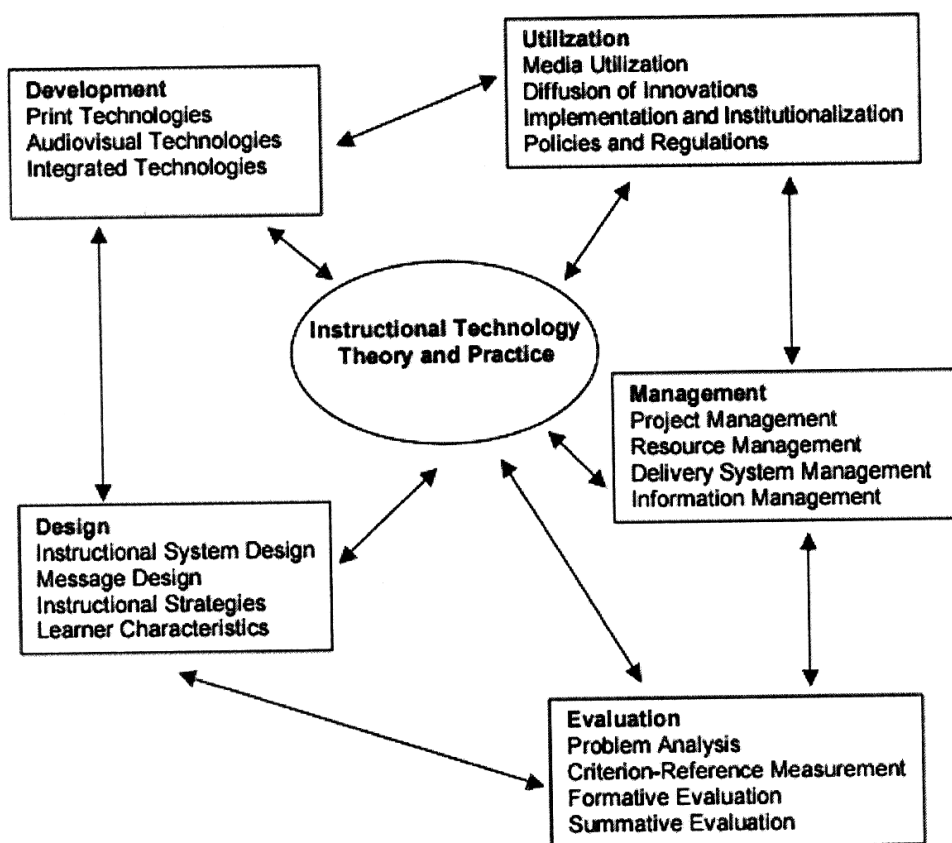 Development
Print Technologies
Audiovisual Technologies
Integrated Technologies
Utilization
Media Utilization
Diffusion of Innovations
Implementation and Institutionalization
Policies and Regulations
Instructional Technology
Theory and Practice
Management
Project Management
Resource Management
Delivery System Management
Information Management
Design
Instructional System Design
Message Design
Instructional Strategies
Learner Characteristics
Evaluation
Problem Analysis
Criterion-Reference Measurement
Formative Evaluation
Summative Evaluation